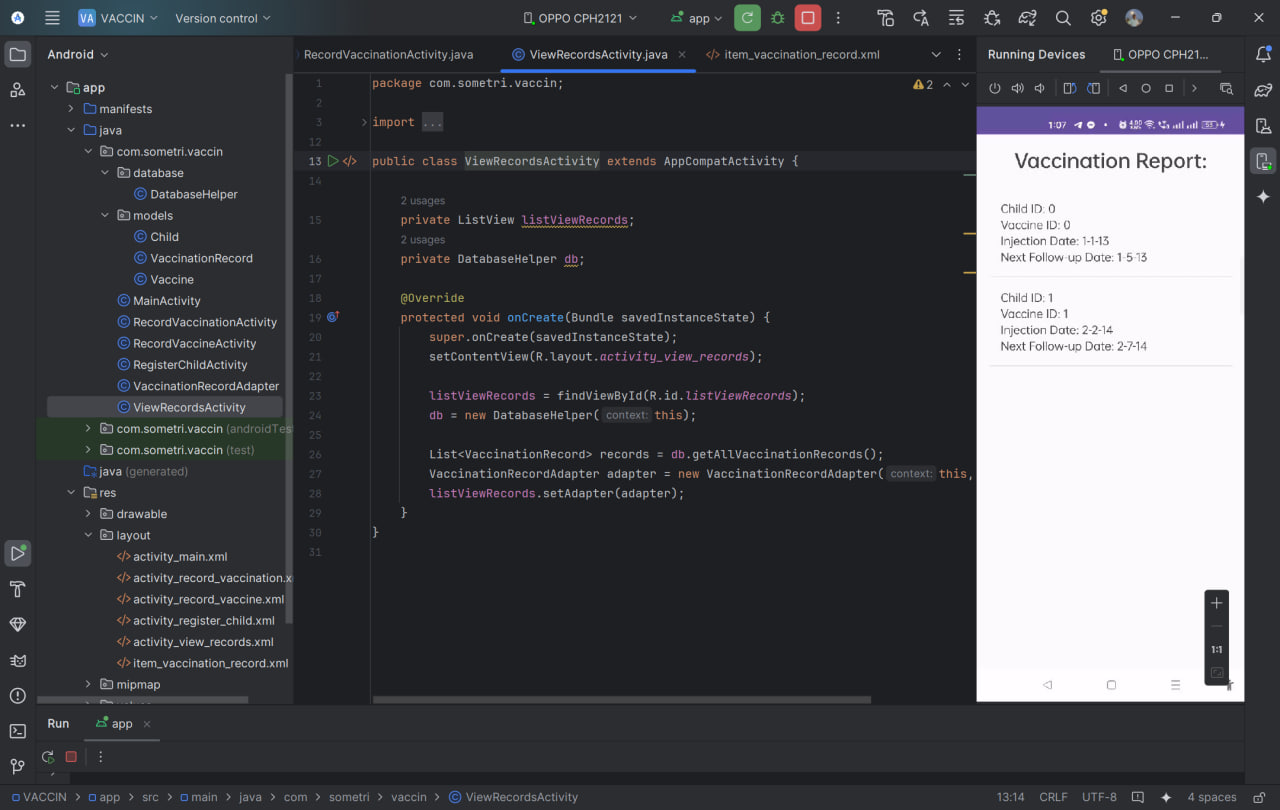 VA VACCIN Version control OPPO CPH2121 app
Android
app
manifests
java
com.sometri.vaccin
database
DatabaseHelper
models
Child
VaccinationRecord
Vaccine
MainActivity
RecordVaccinationActivity
RecordVaccineActivity
RegisterChildActivity
VaccinationRecordAdapter
ViewRecordsActivity
com.sometri.vaccin (androidTes
com.sometri.vaccin (test)
java (generated)
res
drawable
layout
activity_main.xml
activity_record_vaccination.x
activity_record_vaccine.xml
activity_register_child.xml
activity_view_records.xml
item_vaccination_record.xml
mipmap
RecordVaccinationActivity.java ViewRecordsActivity.java item_vaccination_record.xml
2
1 package com.sometri.vaccin;
2
3 import ...
12
13 public class ViewRecordsActivity extends AppCompatActivity {
14
2 usages
15 private ListView listViewRecords;
2 usages
16 private DatabaseHelper db;
17
18 @Override
19 protected void onCreate(Bundle savedInstanceState) {
20 super.onCreate(savedInstanceState);
21 setContentView(R.layout.activity_view_records);
22
23 listViewRecords = findViewById(R.id.listViewRecords);
24 db = new DatabaseHelper( context: this);
25
26 List<VaccinationRecord> records = db.getAllVaccinationRecords();
27 VaccinationRecordAdapter adapter = new VaccinationRecordAdapter( context: this,
28 listViewRecords.setAdapter(adapter);
29 }
30 }
31
Running Devices OPPO CPH21...
1:07
Vaccination Report:
Child ID: 0
Vaccine ID: 0
Injection Date: 1-1-13
Next Follow-up Date: 1-5-13
Child ID: 1
Vaccine ID: 1
Injection Date: 2-2-14
Next Follow-up Date: 2-7-14
1:1
Run app
VACCIN > app > src > main > java > com > sometri > vaccin > ViewRecordsActivity
13:14 CRLF UTF-8 4 spaces